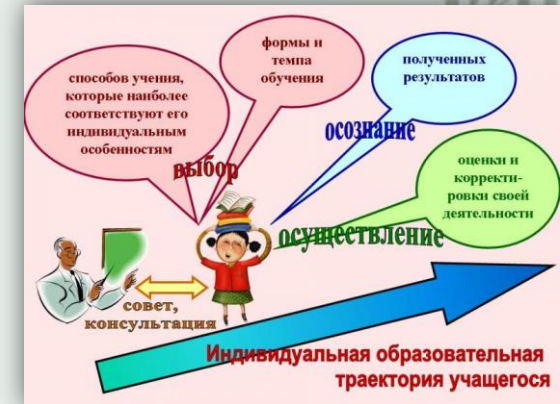 способов учения,
которые наиболее
соответствуют его
индивидуальным
особенностям
формы и
темпа
обучения
полученных
результатов
выбор
осознание
оценки и
корректи-
ровки своей
деятельности
осуществление
совет,
консультация
Индивидуальная образовательная
траектория учащегося